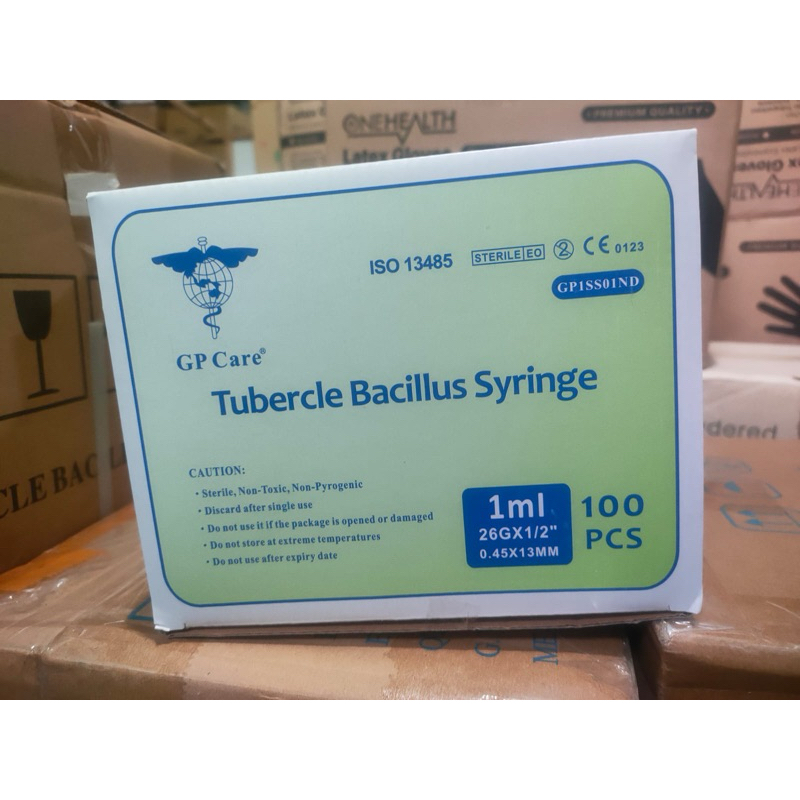 ONEHEALTH
PREMIUM QUALITY
Latex Gloves
ISO 13485
STERILE EO
2
CE 0123
GP1SS01ND
GP Care®
Tubercle Bacillus Syringe
CAUTION:
• Sterile, Non-Toxic, Non-Pyrogenic
• Discard after single use
• Do not use it if the package is opened or damaged
• Do not store at extreme temperatures
• Do not use after expiry date
1ml
26GX1/2"
0.45X13MM
100
PCS
CLE BAC
dered